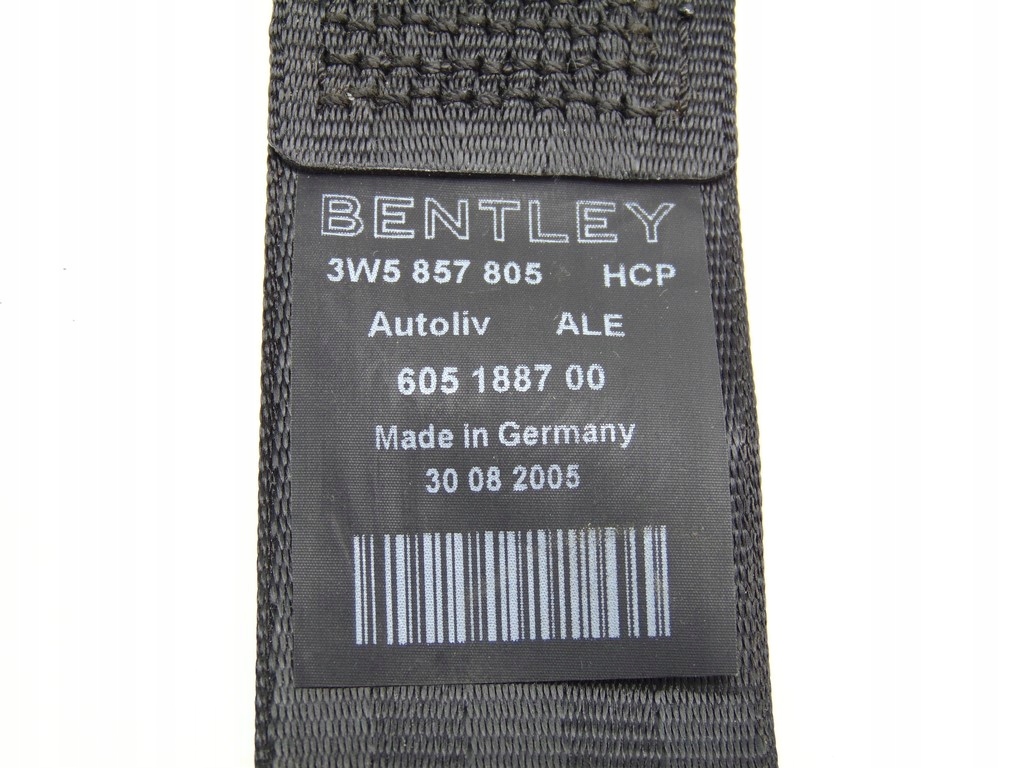 BENTLEY
3W5 857 805 HCP
Autoliv ALE
605 1887 00
Made in Germany
30 08 2005